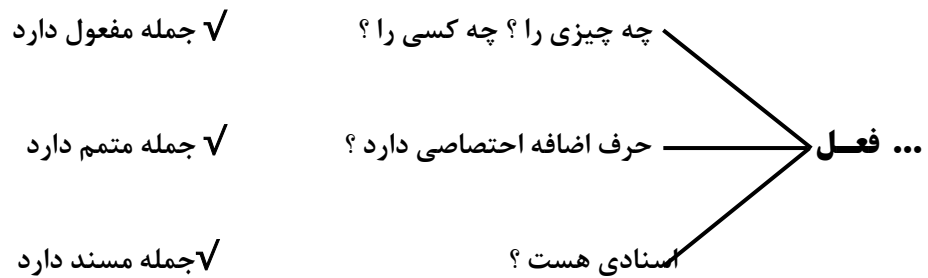 چه چیزی را ؟ چه کسی را ؟ √ جمله مفعول دارد
... فعــل حرف اضافه احتصاصی دارد ؟ √ جمله متمم دارد
اسنادی هست ؟ √جمله مسند دارد